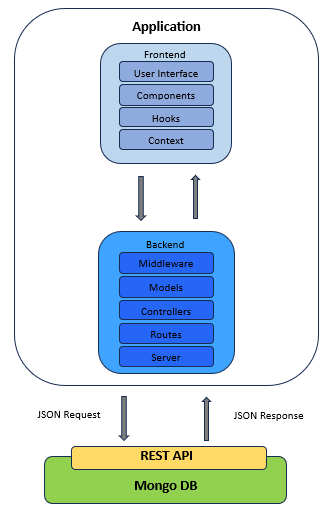 Application
Frontend
User Interface
Components
Hooks
Context
Backend
Middleware
Models
Controllers
Routes
Server
JSON Request
JSON Response
REST API
Mongo DB